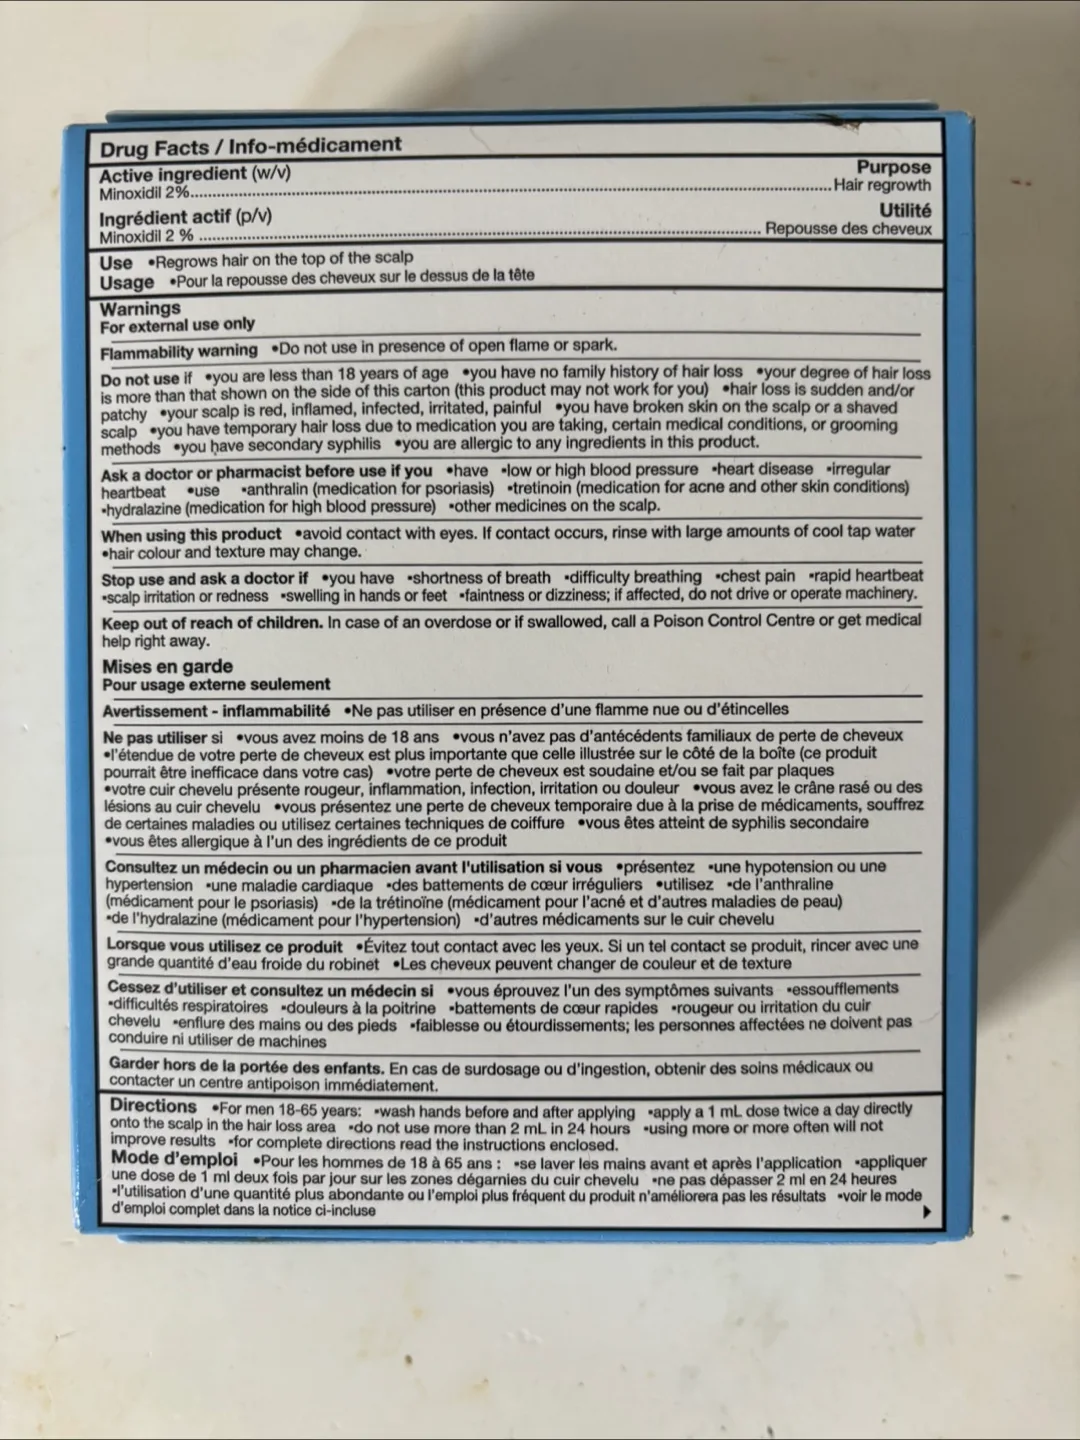 Drug Facts / Info-médicament
Active ingredient (w/v) Purpose
Minoxidil 2%.......................................................................................... Hair regrowth
Ingrédient actif (p/v) Utilité
Minoxidil 2 % .......................................................................................... Repousse des cheveux
Use •Regrows hair on the top of the scalp
Usage •Pour la repousse des cheveux sur le dessus de la tête
Warnings
For external use only
Flammability warning •Do not use in presence of open flame or spark.
Do not use if •you are less than 18 years of age •you have no family history of hair loss •your degree of hair loss
is more than that shown on the side of this carton (this product may not work for you) •hair loss is sudden and/or
patchy •your scalp is red, inflamed, infected, irritated, painful •you have broken skin on the scalp or a shaved
scalp •you have temporary hair loss due to medication you are taking, certain medical conditions, or grooming
methods •you have secondary syphilis •you are allergic to any ingredients in this product.
Ask a doctor or pharmacist before use if you •have •low or high blood pressure •heart disease •irregular
heartbeat •use •anthralin (medication for psoriasis) •tretinoin (medication for acne and other skin conditions)
•hydralazine (medication for high blood pressure) •other medicines on the scalp.
When using this product •avoid contact with eyes. If contact occurs, rinse with large amounts of cool tap water
•hair colour and texture may change.
Stop use and ask a doctor if •you have •shortness of breath •difficulty breathing •chest pain •rapid heartbeat
•scalp irritation or redness •swelling in hands or feet •faintness or dizziness; if affected, do not drive or operate machinery.
Keep out of reach of children. In case of an overdose or if swallowed, call a Poison Control Centre or get medical
help right away.
Mises en garde
Pour usage externe seulement
Avertissement - inflammabilité •Ne pas utiliser en présence d'une flamme nue ou d'étincelles
Ne pas utiliser si •vous avez moins de 18 ans •vous n'avez pas d'antécédents familiaux de perte de cheveux
•l'étendue de votre perte de cheveux est plus importante que celle illustrée sur le côté de la boîte (ce produit
pourrait être inefficace dans votre cas) •votre perte de cheveux est soudaine et/ou se fait par plaques
•votre cuir chevelu présente rougeur, inflammation, infection, irritation ou douleur •vous avez le crâne rasé ou des
lésions au cuir chevelu •vous présentez une perte de cheveux temporaire due à la prise de médicaments, souffrez
de certaines maladies ou utilisez certaines techniques de coiffure •vous êtes atteint de syphilis secondaire
•vous êtes allergique à l'un des ingrédients de ce produit
Consultez un médecin ou un pharmacien avant l'utilisation si vous •présentez •une hypotension ou une
hypertension •une maladie cardiaque •des battements de cœur irréguliers •utilisez •de l'anthraline
(médicament pour le psoriasis) •de la trétinoïne (médicament pour l'acné et d'autres maladies de peau)
•de l'hydralazine (médicament pour l'hypertension) •d'autres médicaments sur le cuir chevelu
Lorsque vous utilisez ce produit •Évitez tout contact avec les yeux. Si un tel contact se produit, rincer avec une
grande quantité d'eau froide du robinet •Les cheveux peuvent changer de couleur et de texture
Cessez d'utiliser et consultez un médecin si •vous éprouvez l'un des symptômes suivants •essoufflements
•difficultés respiratoires •douleurs à la poitrine •battements de cœur rapides •rougeur ou irritation du cuir
chevelu •enflure des mains ou des pieds •faiblesse ou étourdissements; les personnes affectées ne doivent pas
conduire ni utiliser de machines
Garder hors de la portée des enfants. En cas de surdosage ou d'ingestion, obtenir des soins médicaux ou
contacter un centre antipoison immédiatement.
Directions •For men 18-65 years: •wash hands before and after applying •apply a 1 mL dose twice a day directly
onto the scalp in the hair loss area •do not use more than 2 mL in 24 hours •using more or more often will not
improve results •for complete directions read the instructions enclosed.
Mode d'emploi •Pour les hommes de 18 à 65 ans : •se laver les mains avant et après l'application •appliquer
une dose de 1 ml deux fois par jour sur les zones dégarnies du cuir chevelu •ne pas dépasser 2 ml en 24 heures
•l'utilisation d'une quantité plus abondante ou l'emploi plus fréquent du produit n'améliorera pas les résultats •voir le mode
d'emploi complet dans la notice ci-incluse